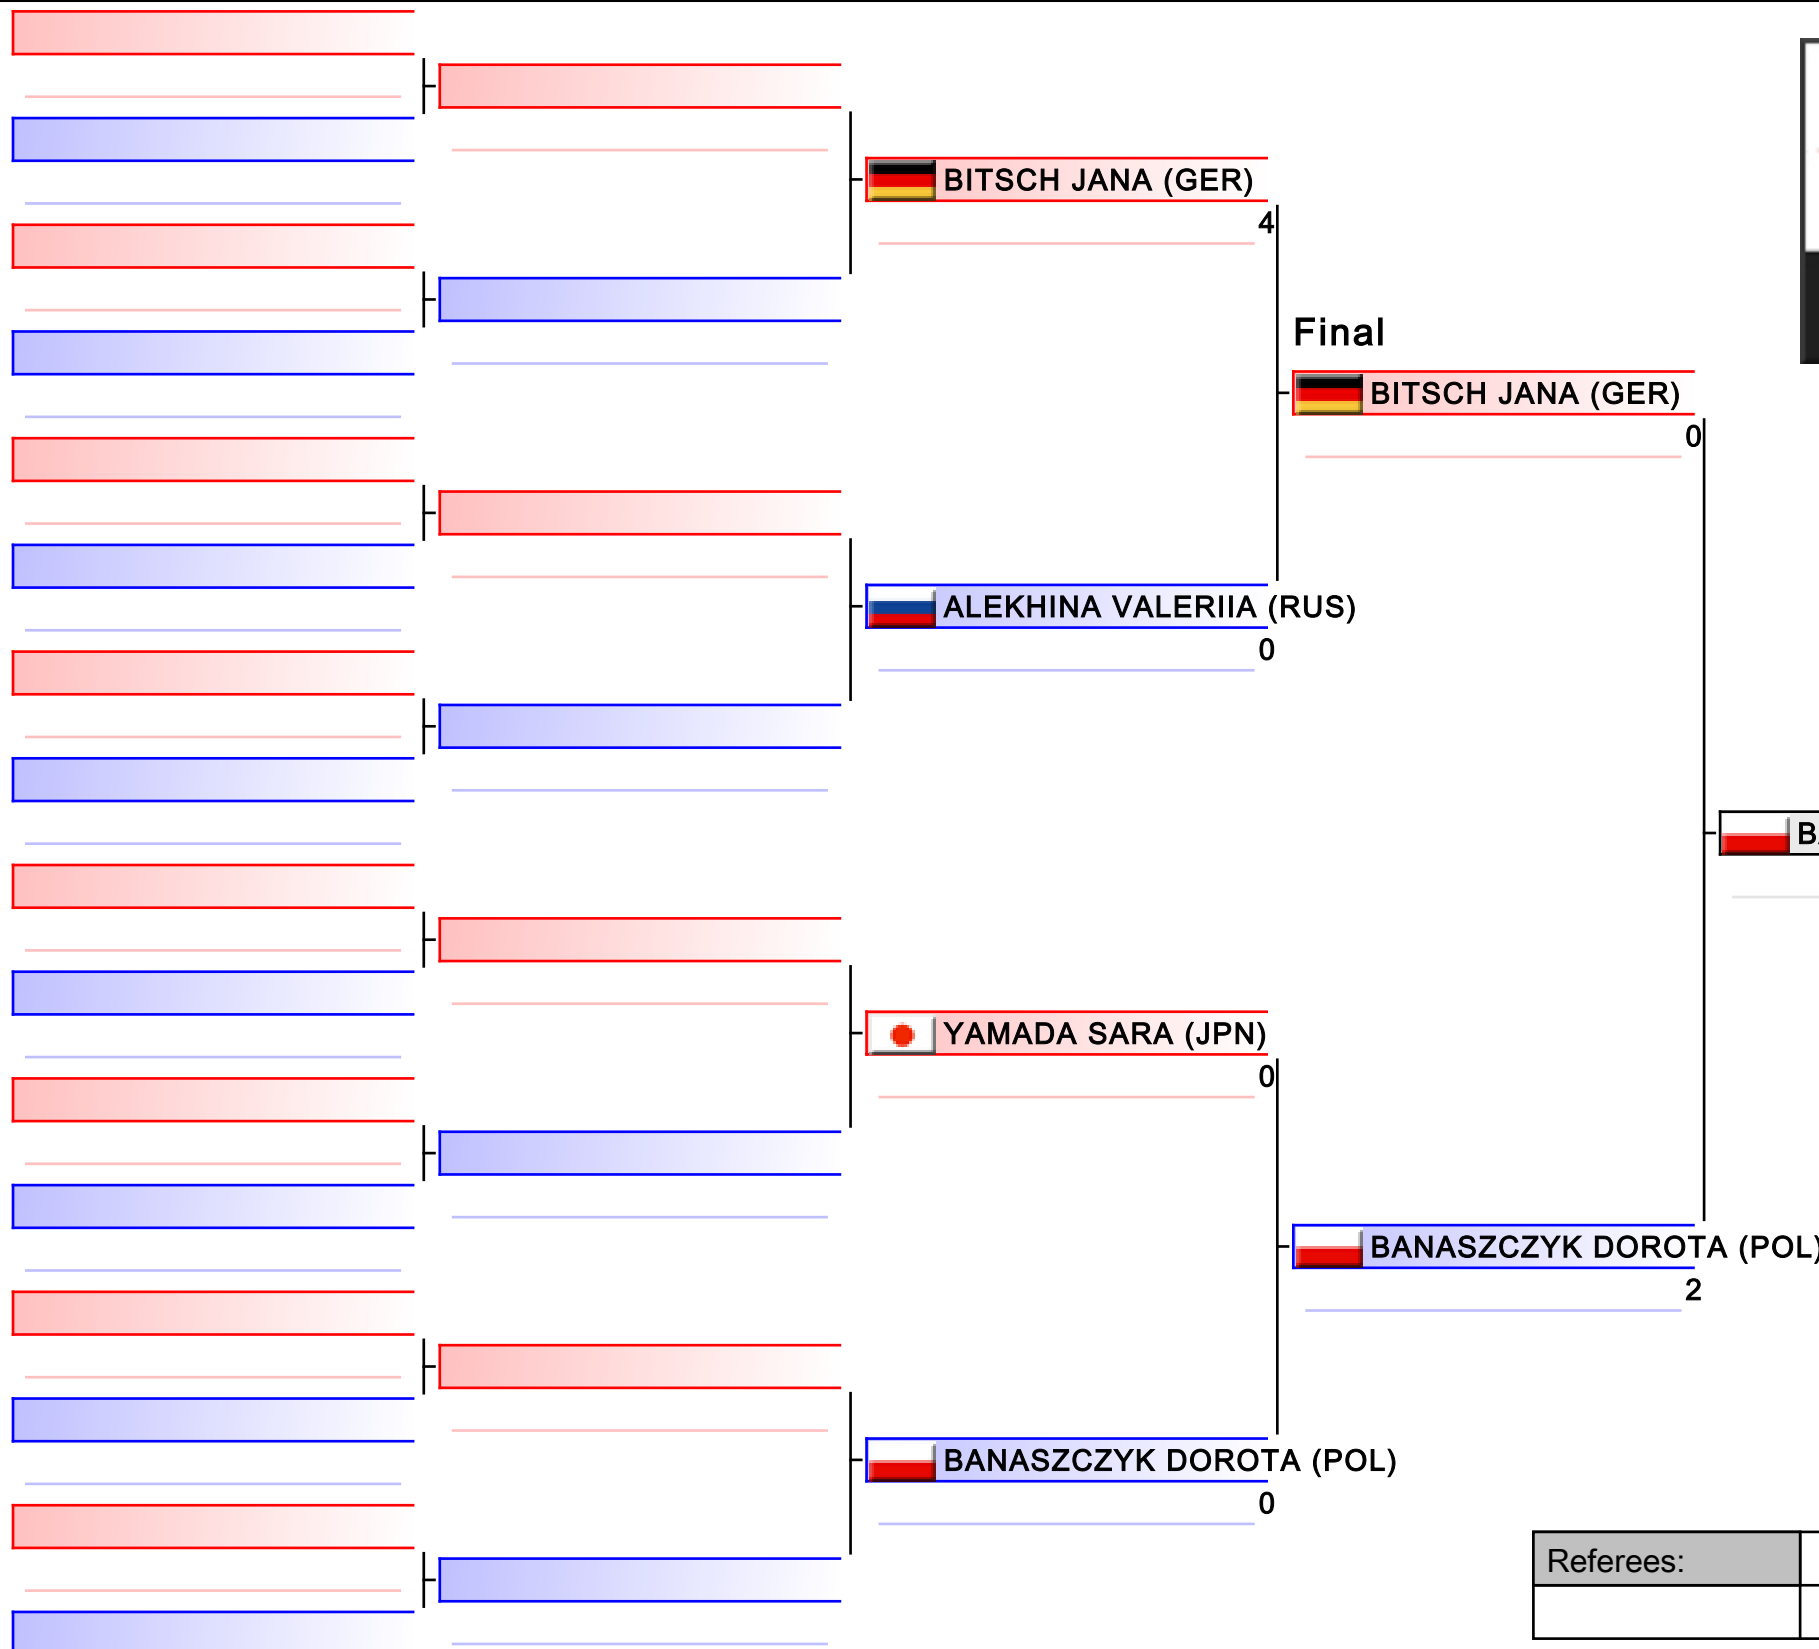 BITSCH JANA (GER)
4
Final
BITSCH JANA (GER)
0
ALEKHINA VALERIIA (RUS)
0
YAMADA SARA (JPN)
0
BANASZCZYK DOROTA (POL)
2
BANASZCZYK DOROTA (POL)
0
Referees: